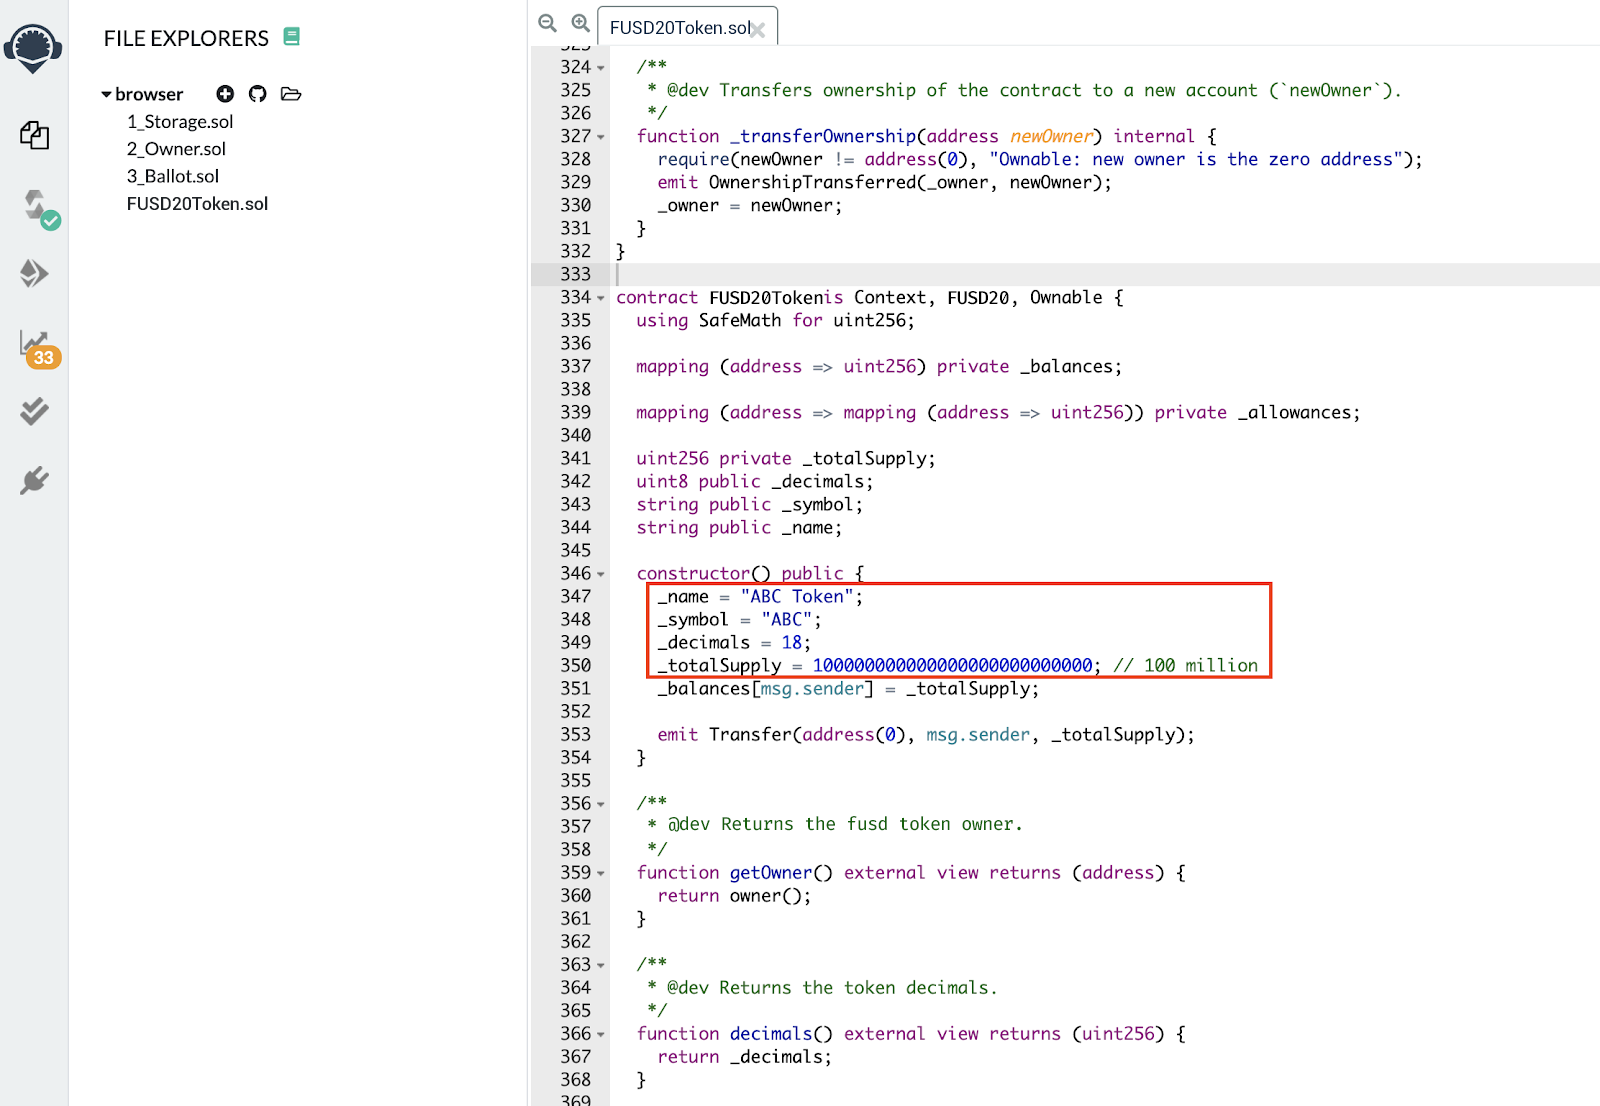 FILE EXPLORERS
browser
1_Storage.sol
2_Owner.sol
3_Ballot.sol
FUSD20Token.sol
33
FUSD20Token.sol
323
324 /**
325 * @dev Transfers ownership of the contract to a new account (`newOwner`).
326 */
327 function _transferOwnership(address newOwner) internal {
328 require(newOwner != address(0), "Ownable: new owner is the zero address");
329 emit OwnershipTransferred(_owner, newOwner);
330 _owner = newOwner;
331 }
332 }
333
334 contract FUSD20Tokenis Context, FUSD20, Ownable {
335 using SafeMath for uint256;
336
337 mapping (address => uint256) private _balances;
338
339 mapping (address => mapping (address => uint256)) private _allowances;
340
341 uint256 private _totalSupply;
342 uint8 public _decimals;
343 string public _symbol;
344 string public _name;
345
346 constructor() public {
347 _name = "ABC Token";
348 _symbol = "ABC";
349 _decimals = 18;
350 _totalSupply = 100000000000000000000000000; // 100 million
351 _balances[msg.sender] = _totalSupply;
352
353 emit Transfer(address(0), msg.sender, _totalSupply);
354 }
355
356 /**
357 * @dev Returns the fusd token owner.
358 */
359 function getOwner() external view returns (address) {
360 return owner();
361 }
362
363 /**
364 * @dev Returns the token decimals.
365 */
366 function decimals() external view returns (uint256) {
367 return _decimals;
368 }
369